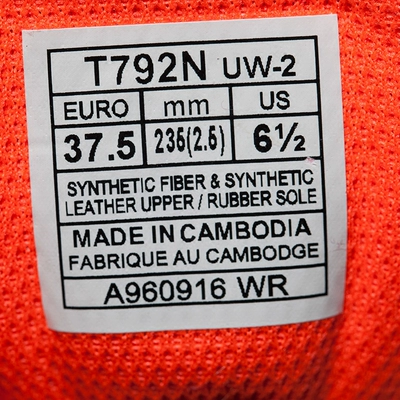 T792N UW-2
EURO mm US
37.5 235(2.5) 6½
SYNTHETIC FIBER & SYNTHETIC
LEATHER UPPER / RUBBER SOLE
MADE IN CAMBODIA
FABRIQUE AU CAMBODGE
A960916 WR